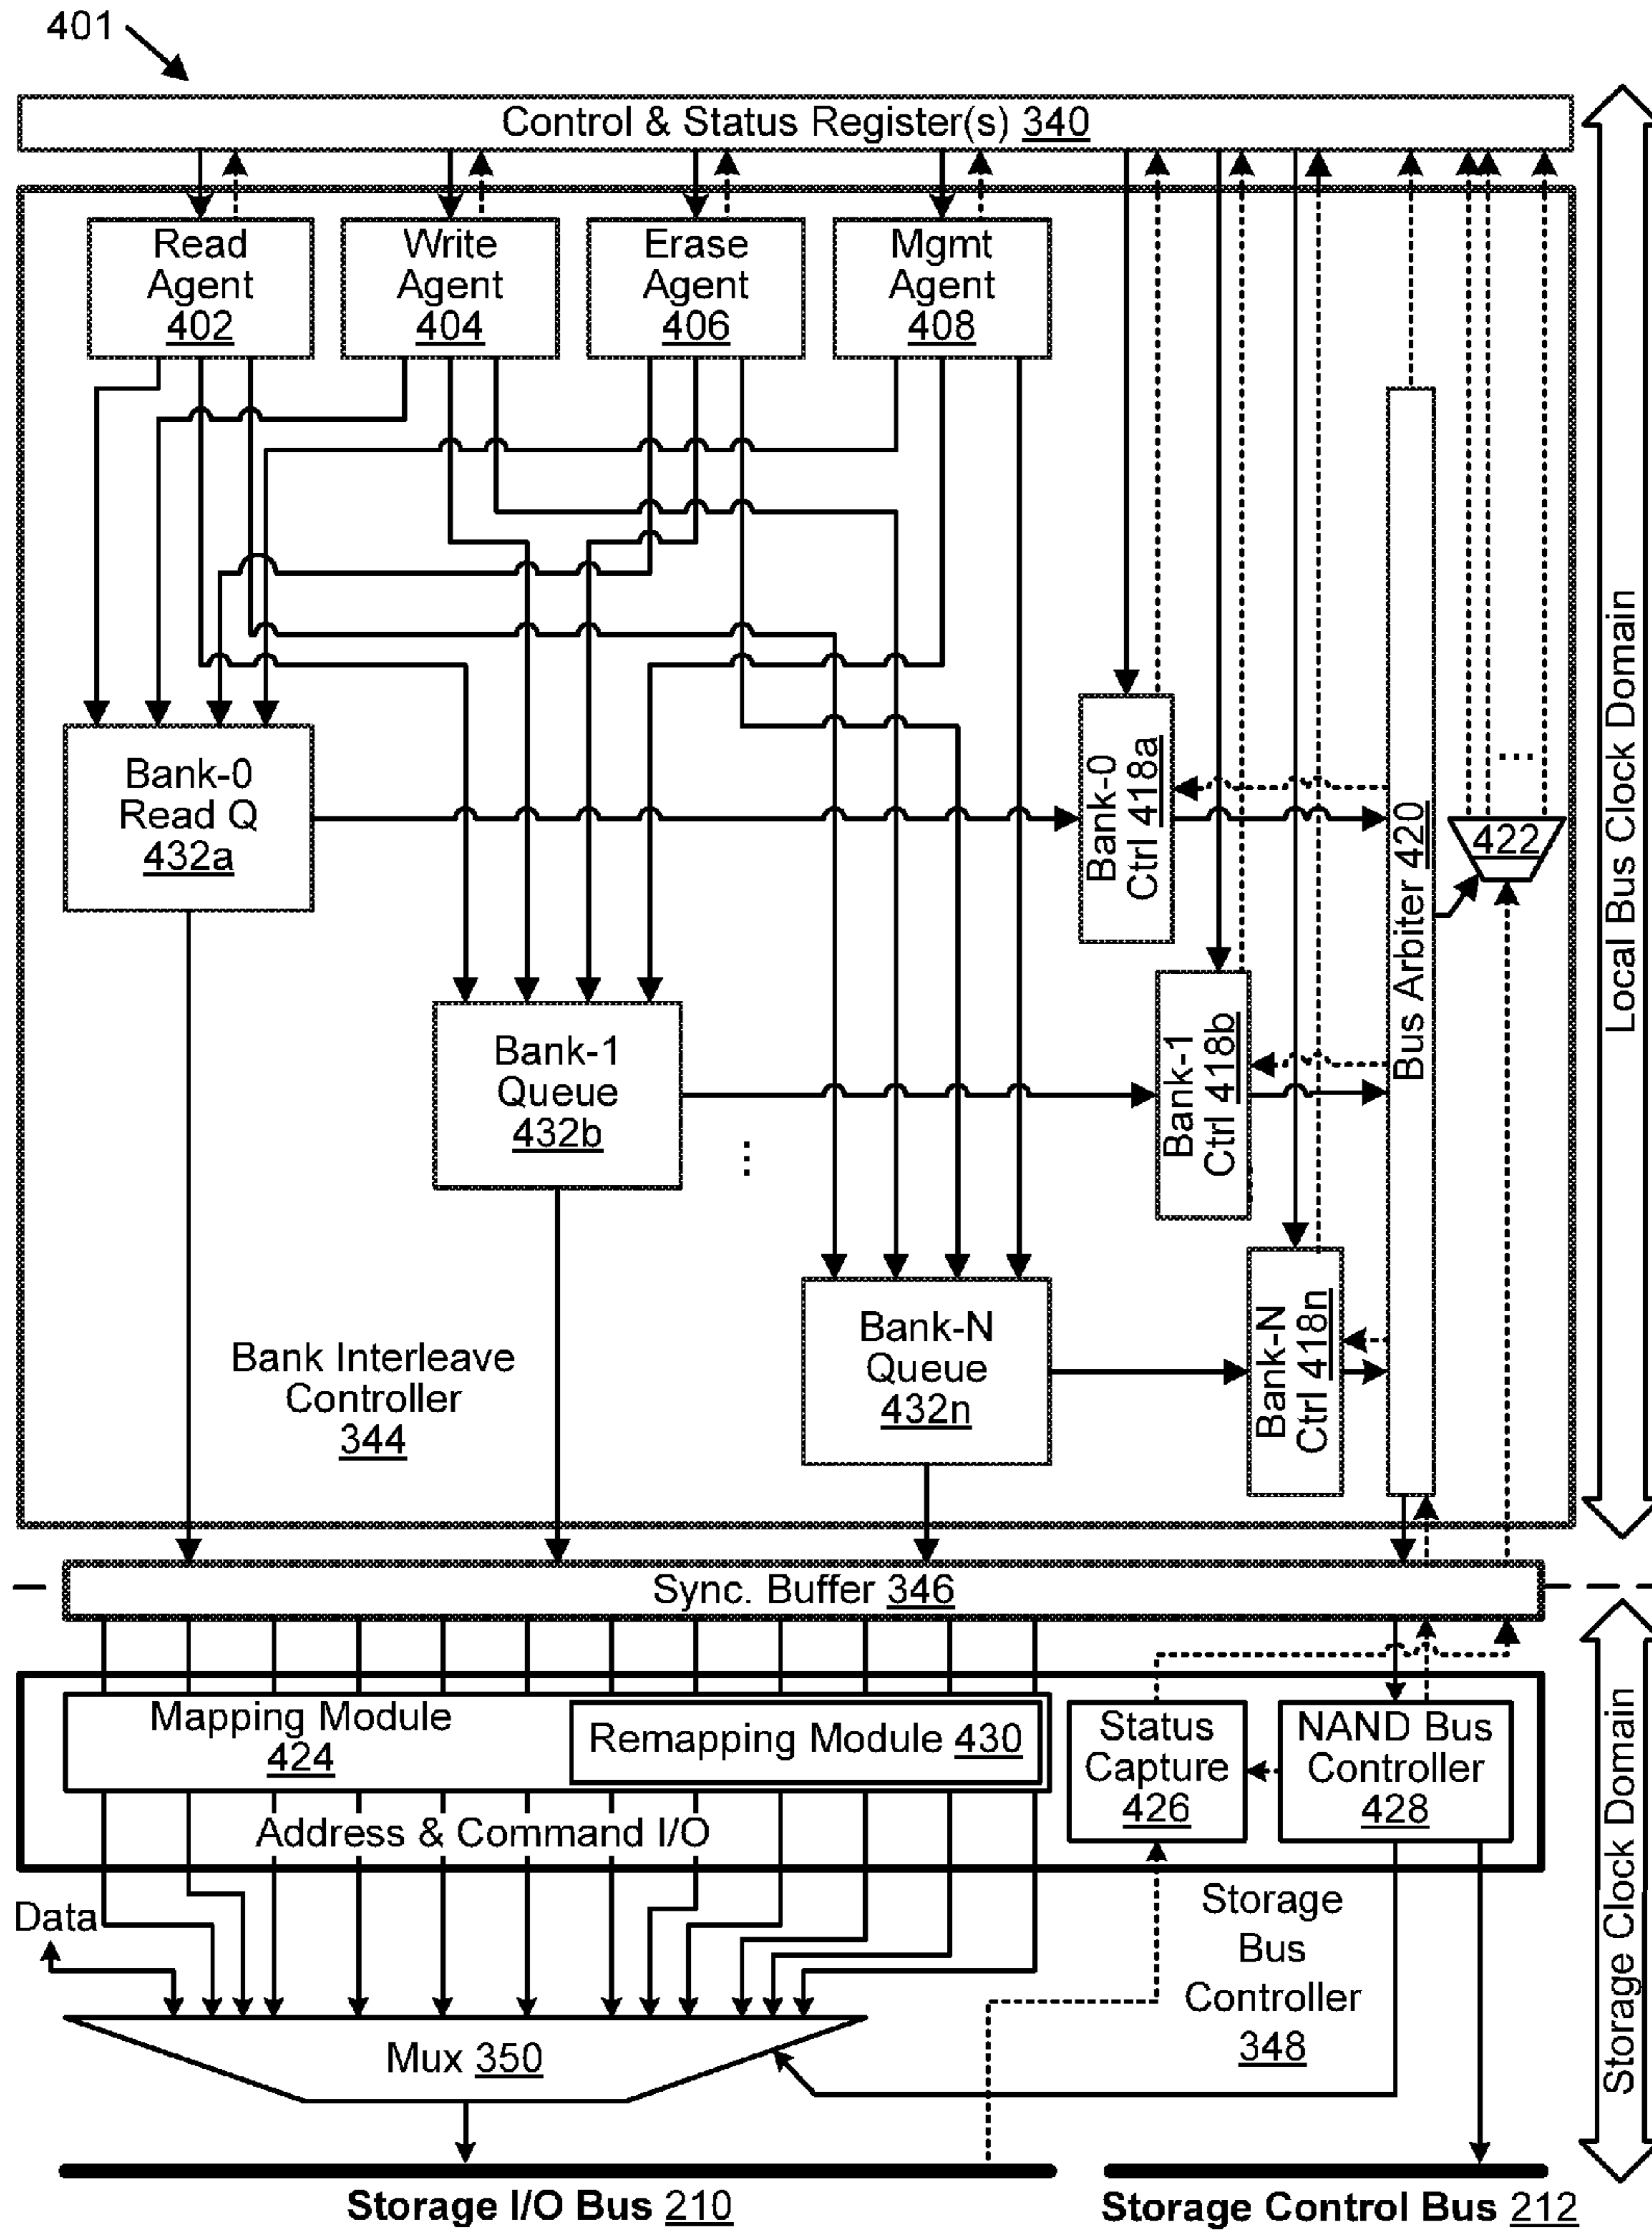 401
Control & Status Register(s) 340
Read
Agent
402
Write
Agent
404
Erase
Agent
406
Mgmt
Agent
408
Bank-0
Read Q
432a
Bank-0
Ctrl 418a
Bus Arbiter 420
422
...
Local Bus Clock Domain
Bank-1
Queue
432b
...
Bank-1
Ctrl 418b
Bank-N
Queue
432n
Bank-N
Ctrl 418n
Bank Interleave
Controller
344
Sync. Buffer 346
Mapping Module
424
Remapping Module 430
Status
Capture
426
NAND Bus
Controller
428
Address & Command I/O
Storage Clock Domain
Data
Storage
Bus
Controller
348
Mux 350
Storage I/O Bus 210
Storage Control Bus 212